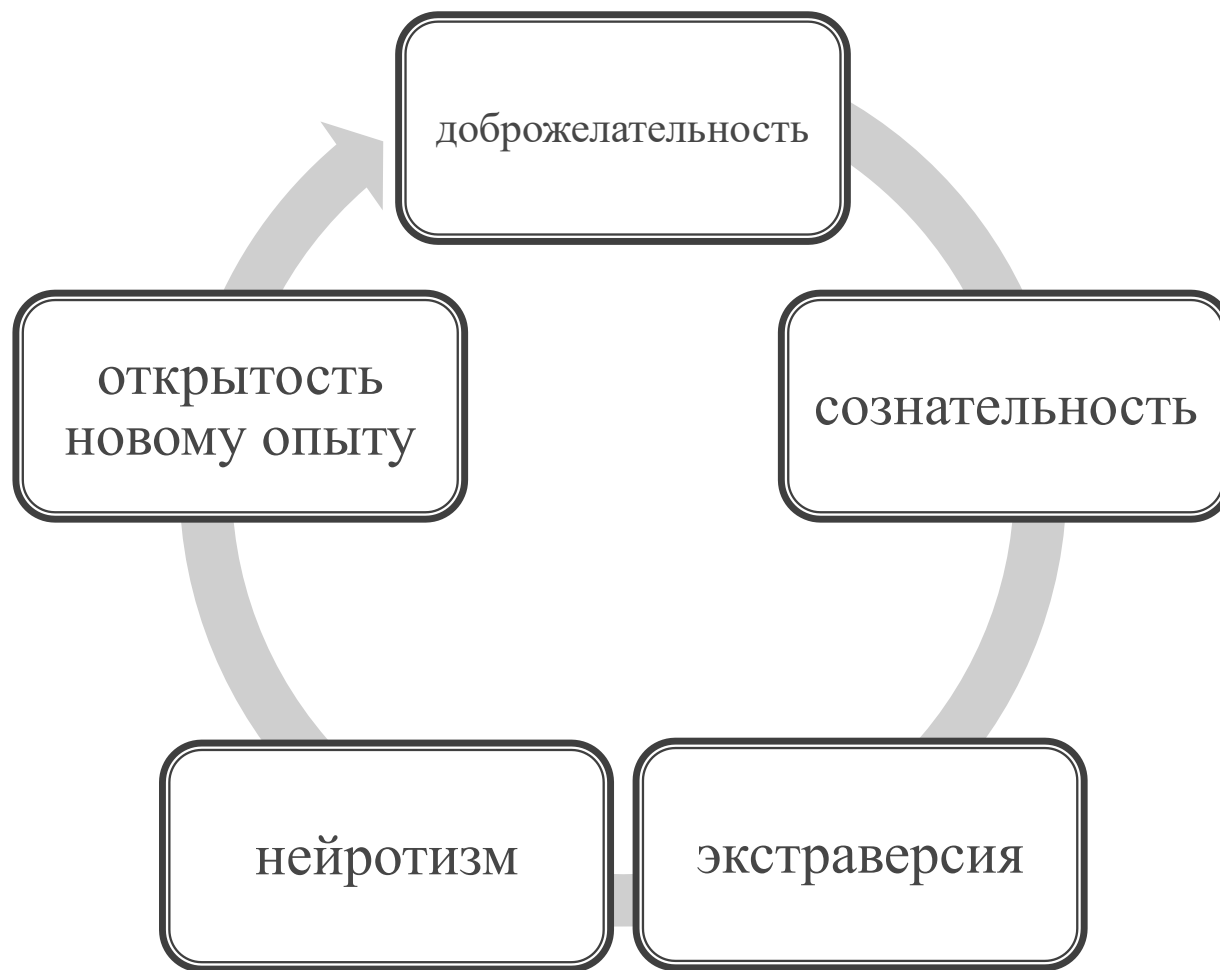 доброжелательность
открытость
новому опыту
сознательность
нейротизм
экстраверсия